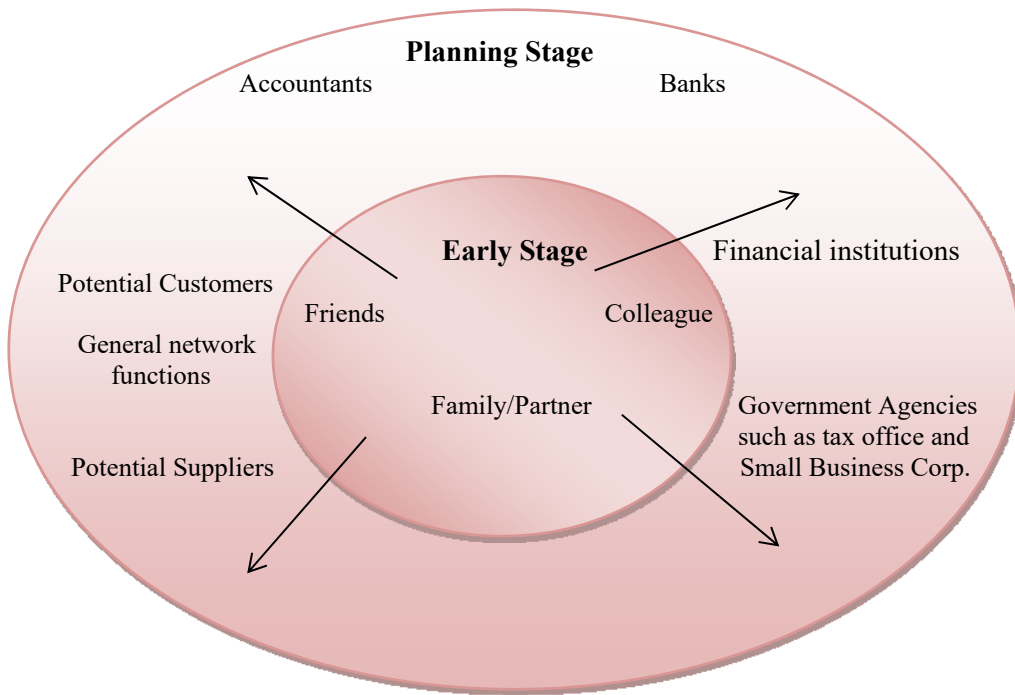 Planning Stage
Accountants
Banks
Early Stage
Financial institutions
Potential Customers
Friends
Colleague
General network
functions
Family/Partner
Government Agencies
such as tax office and
Small Business Corp.
Potential Suppliers